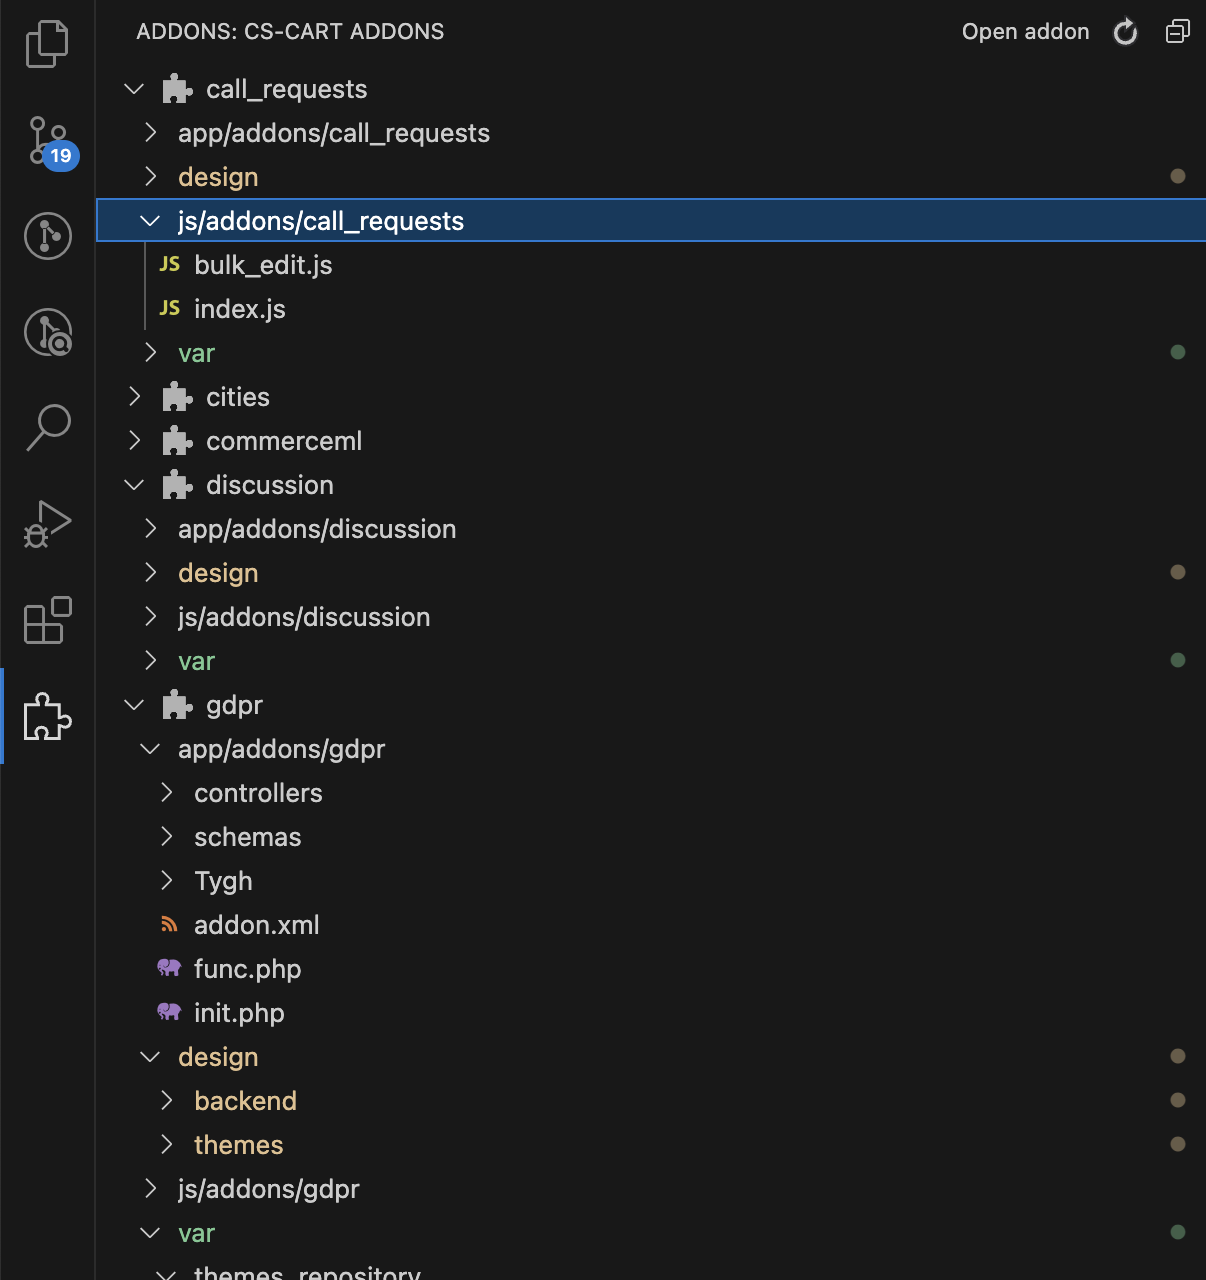 ADDONS: CS-CART ADDONS Open addon
call_requests
app/addons/call_requests
design
19
js/addons/call_requests
JS bulk_edit.js
JS index.js
var
cities
commerceml
discussion
app/addons/discussion
design
js/addons/discussion
var
gdpr
app/addons/gdpr
controllers
schemas
Tygh
addon.xml
func.php
init.php
design
backend
themes
js/addons/gdpr
var
themes_repository